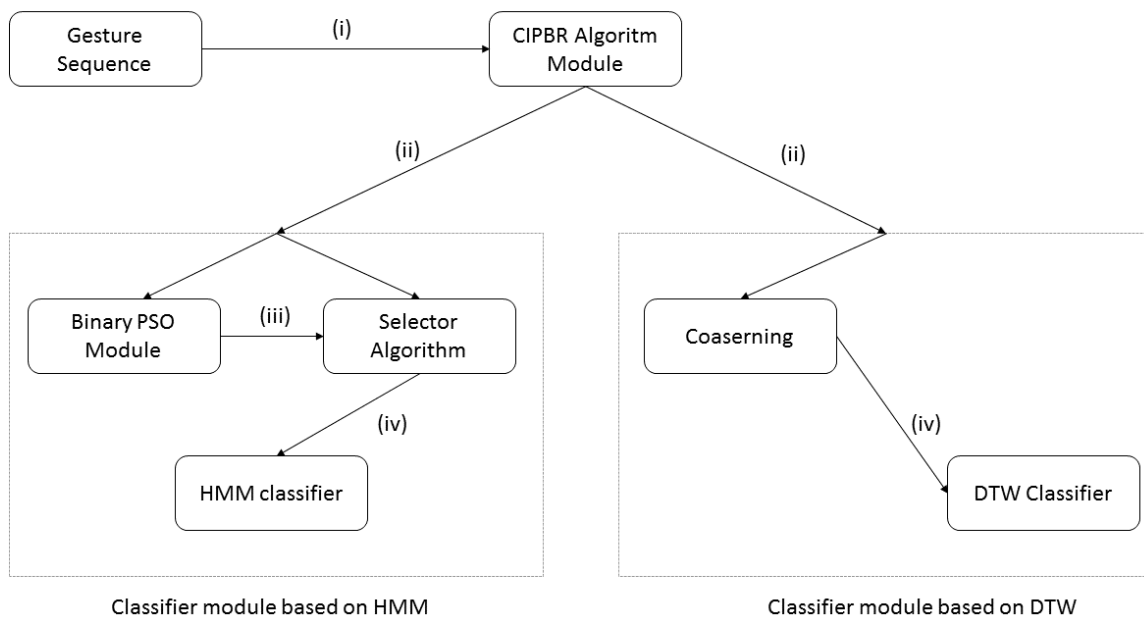 Gesture
Sequence
(i)
CIPBR Algoritm
Module
(ii)
(ii)
Binary PSO
Module
(iii)
Selector
Algorithm
(iv)
HMM classifier
Classifier module based on HMM
Coaserning
(iv)
DTW Classifier
Classifier module based on DTW